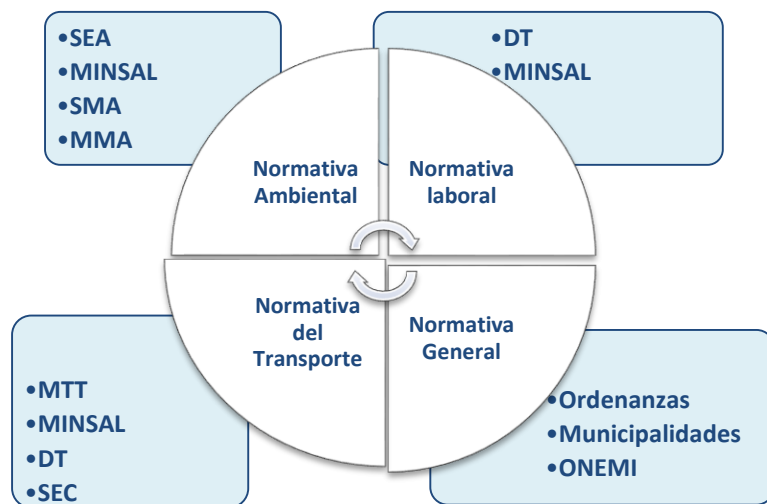 •SEA
•MINSAL
•SMA
•MMA
•DT
•MINSAL
Normativa
Ambiental
Normativa
laboral
Normativa
del
Transporte
Normativa
General
•MTT
•MINSAL
•DT
•SEC
•Ordenanzas
•Municipalidades
•ONEMI